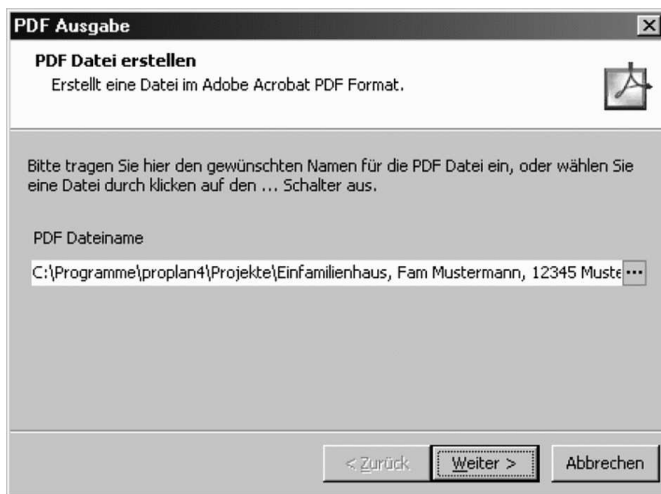 PDF Ausgabe
PDF Datei erstellen
Erstellt eine Datei im Adobe Acrobat PDF Format.
Bitte tragen Sie hier den gewünschten Namen für die PDF Datei ein, oder wählen Sie
eine Datei durch klicken auf den ... Schalter aus.
PDF Dateiname
C:\Programme\proplan4\Projekte\Einfamilienhaus, Fam Mustermann, 12345 Muste ...
< Zurück Weiter > Abbrechen